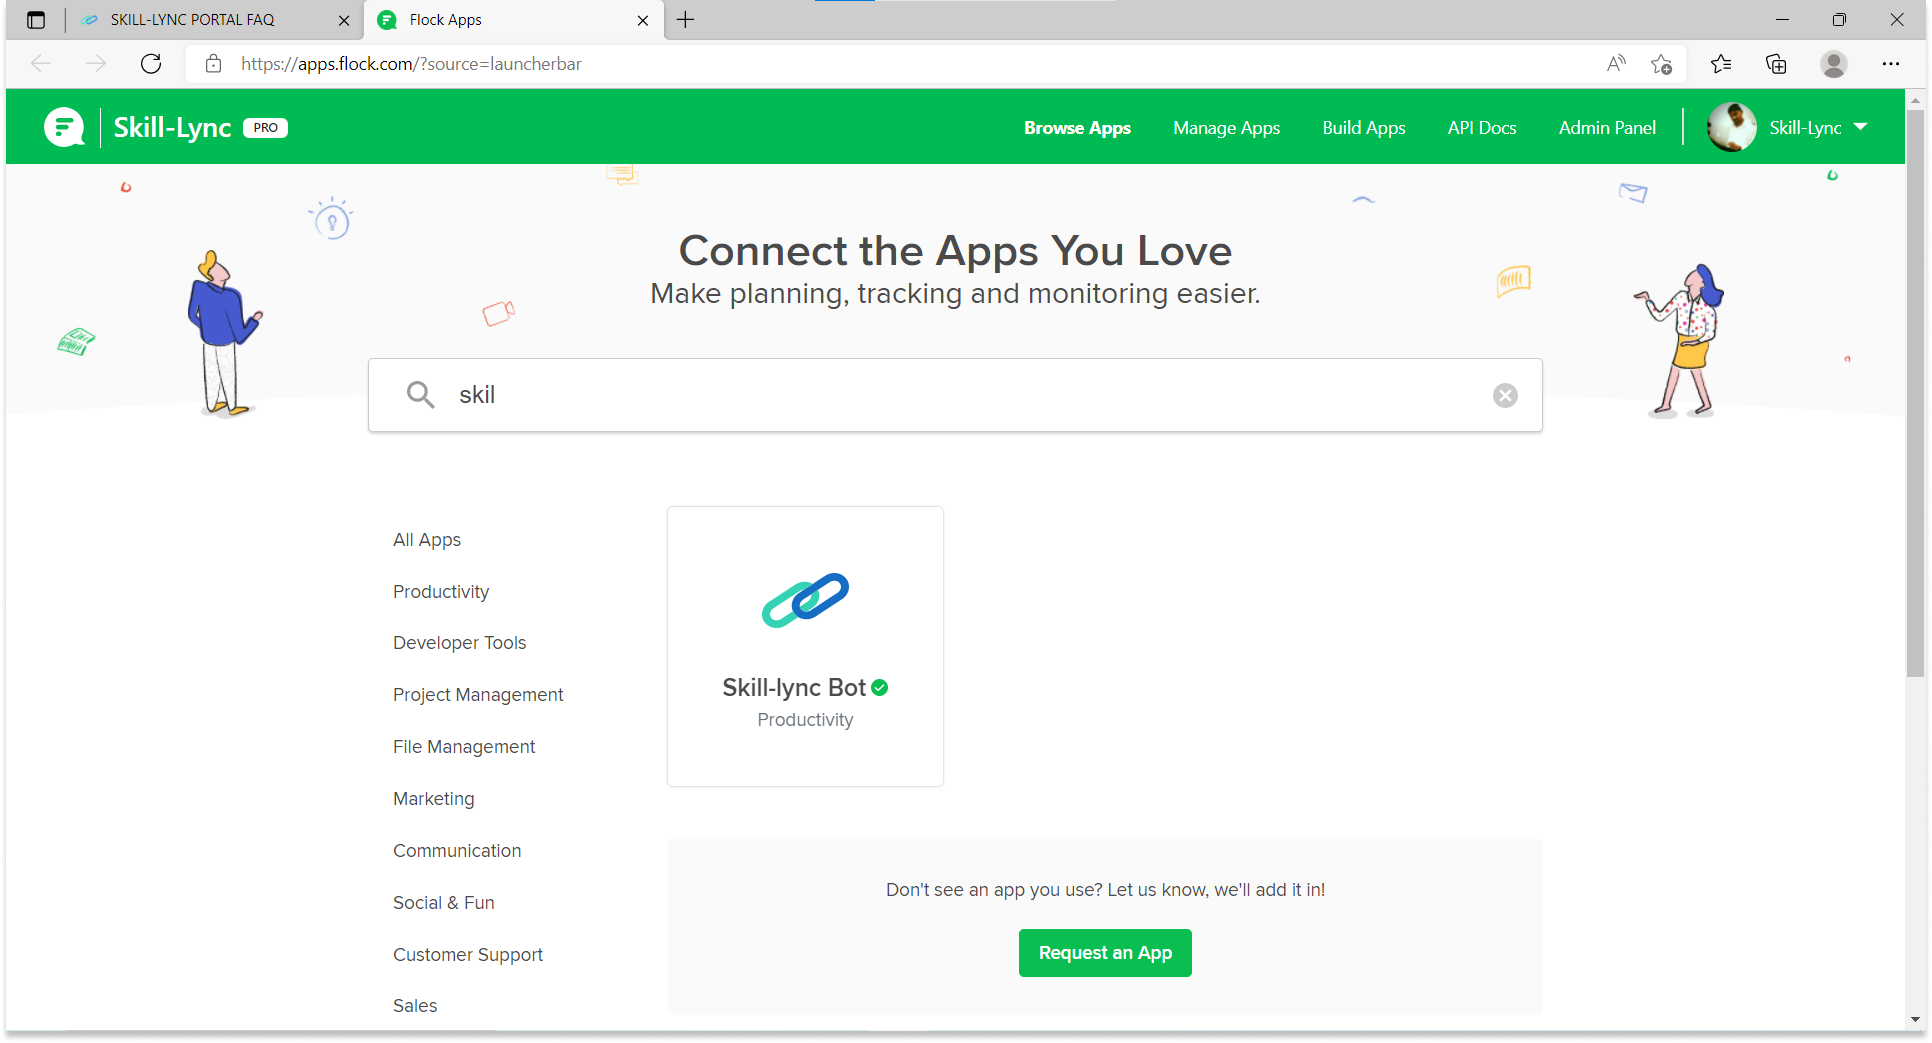 SKILL-LYNC PORTAL FAQ
Flock Apps
https://apps.flock.com/?source=launcherbar
Skill-Lync PRO
Browse Apps
Manage Apps
Build Apps
API Docs
Admin Panel
Skill-Lync
Connect the Apps You Love
Make planning, tracking and monitoring easier.
skil
All Apps
Productivity
Developer Tools
Project Management
File Management
Marketing
Communication
Social & Fun
Customer Support
Sales
Skill-lync Bot
Productivity
Don't see an app you use? Let us know, we'll add it in!
Request an App